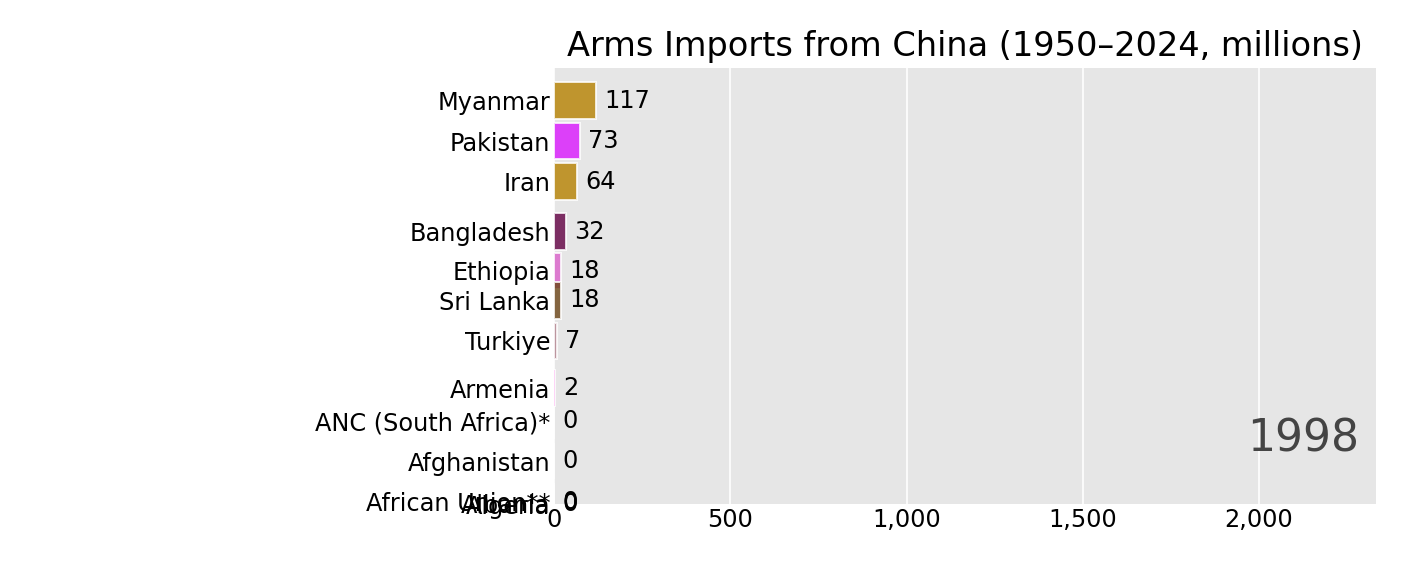 Arms Imports from China (1950–2024, millions)
Myanmar 117
Pakistan 73
Iran 64
Bangladesh 32
Ethiopia 18
Sri Lanka 18
Turkiye 7
Armenia 2
ANC (South Africa)* 0
1998
Afghanistan 0
African Union** 0
0 500 1,000 1,500 2,000